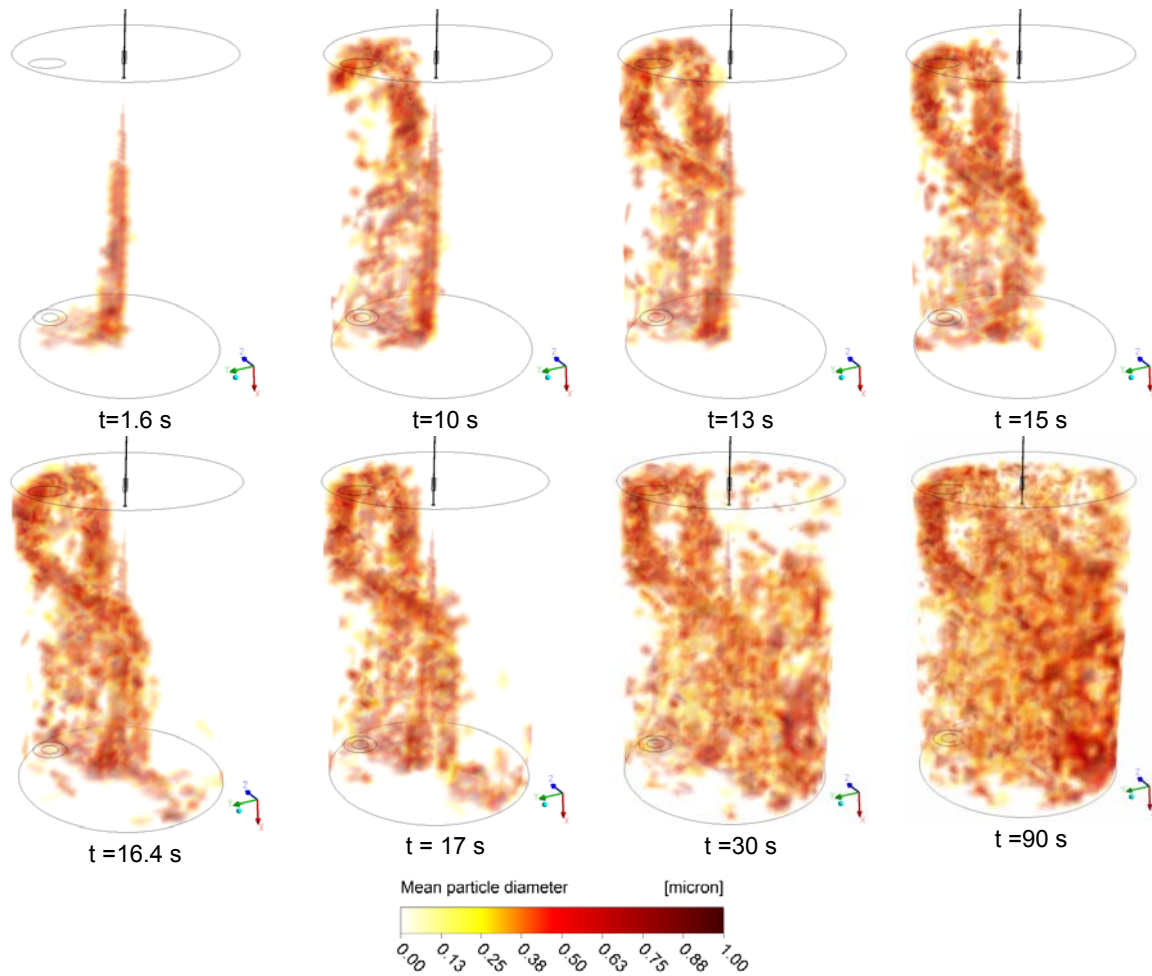 Z
Y
X
Z
Y
X
Z
Y
X
Z
Y
X
t=1.6 s
t=10 s
t=13 s
t =15 s
Z
Y
X
Z
Y
X
Z
Y
X
Z
Y
X
t =16.4 s
t = 17 s
t =30 s
t =90 s
Mean particle diameter [micron]
0.00 0.13 0.25 0.38 0.50 0.63 0.75 0.88 1.00